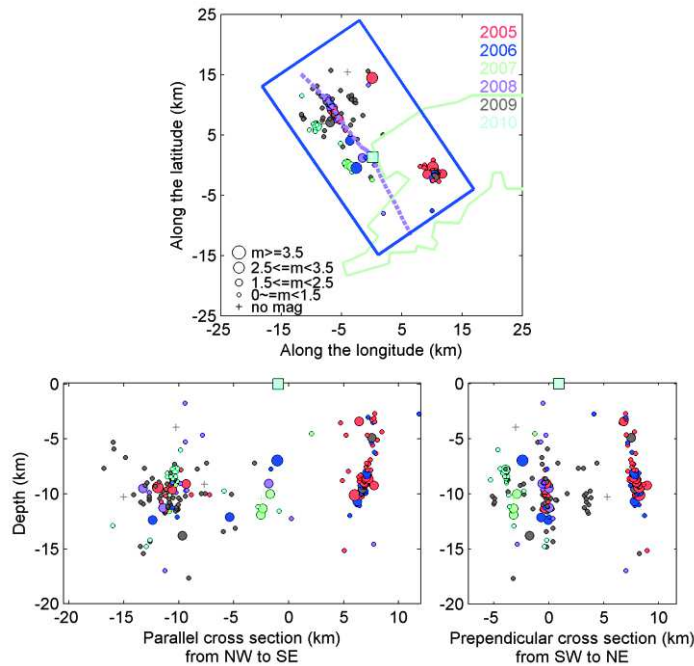 25
15
5
-5
-15
-25
Along the latitude (km)
2005
2006
2007
2008
2009
2010
m>=3.5
2.5<=m<3.5
1.5<=m<2.5
0~=m<1.5
no mag
-25 -15 -5 5 15 25
Along the longitude (km)
0
-5
-10
-15
-20
Depth (km)
-20 -15 -10 -5 0 5 10
Parallel cross section (km)
from NW to SE
0
-5
-10
-15
-20
-5 0 5 10
Prependicular cross section (km)
from SW to NE